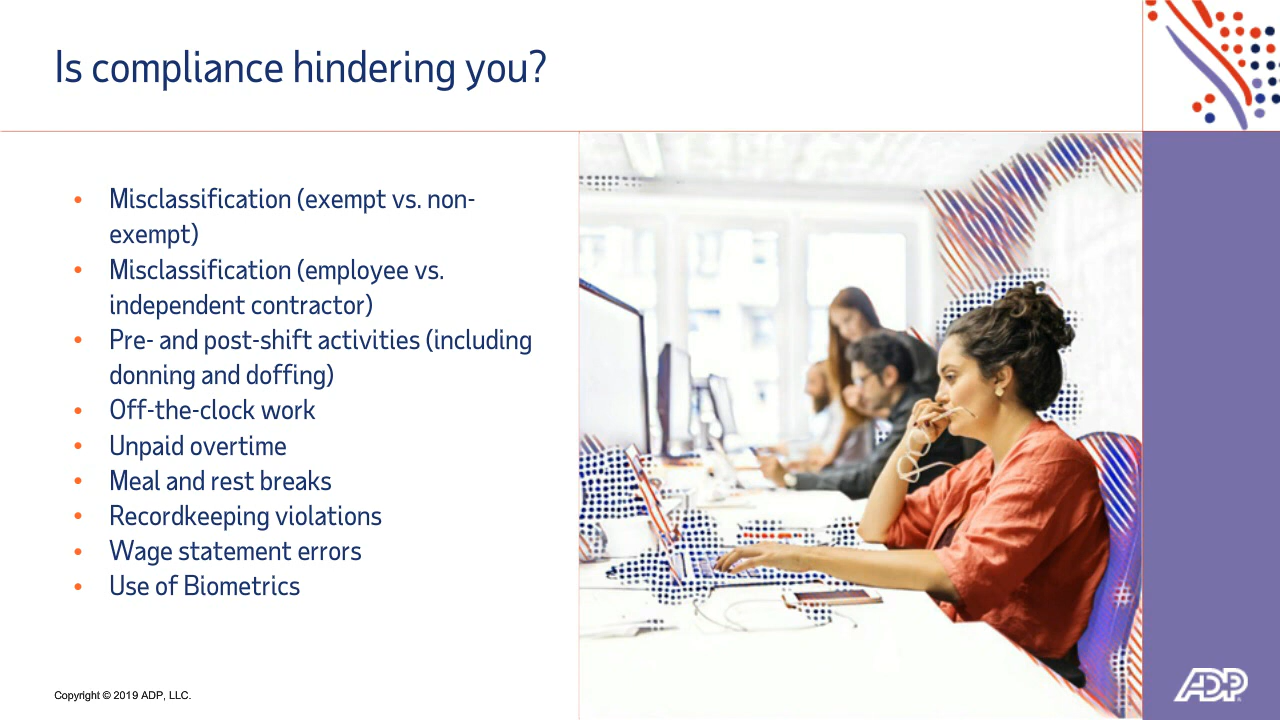 Is compliance hindering you?
• Misclassification (exempt vs. non-
exempt)
• Misclassification (employee vs.
independent contractor)
• Pre- and post-shift activities (including
donning and doffing)
• Off-the-clock work
• Unpaid overtime
• Meal and rest breaks
• Recordkeeping violations
• Wage statement errors
• Use of Biometrics
Copyright © 2019 ADP, LLC.
ADP